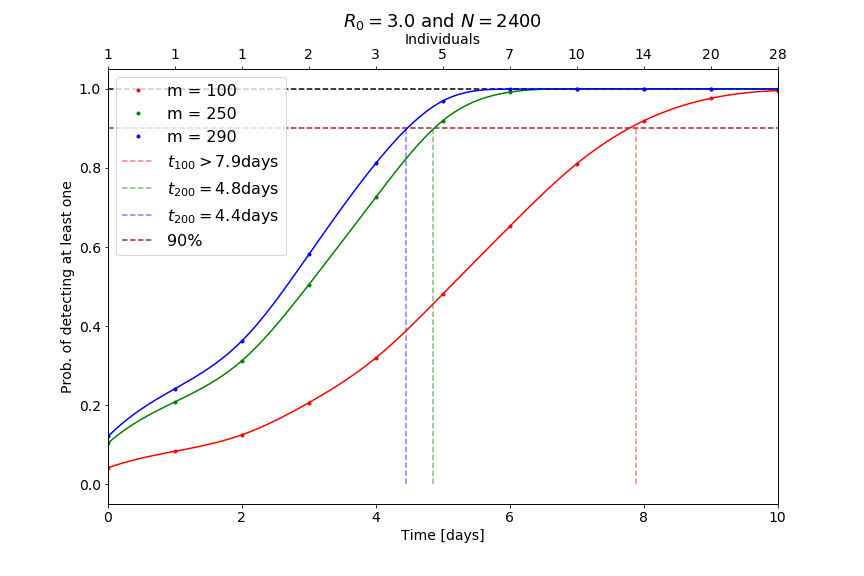 R₀ = 3.0 and N = 2400
Individuals
1 1 1 2 3 5 7 10 14 20 28
1.0
0.8
0.6
0.4
0.2
0.0
Prob. of detecting at least one
m = 100
m = 250
m = 290
t₁₀₀ > 7.9days
t₂₀₀ = 4.8days
t₂₀₀ = 4.4days
90%
0 2 4 6 8 10
Time [days]